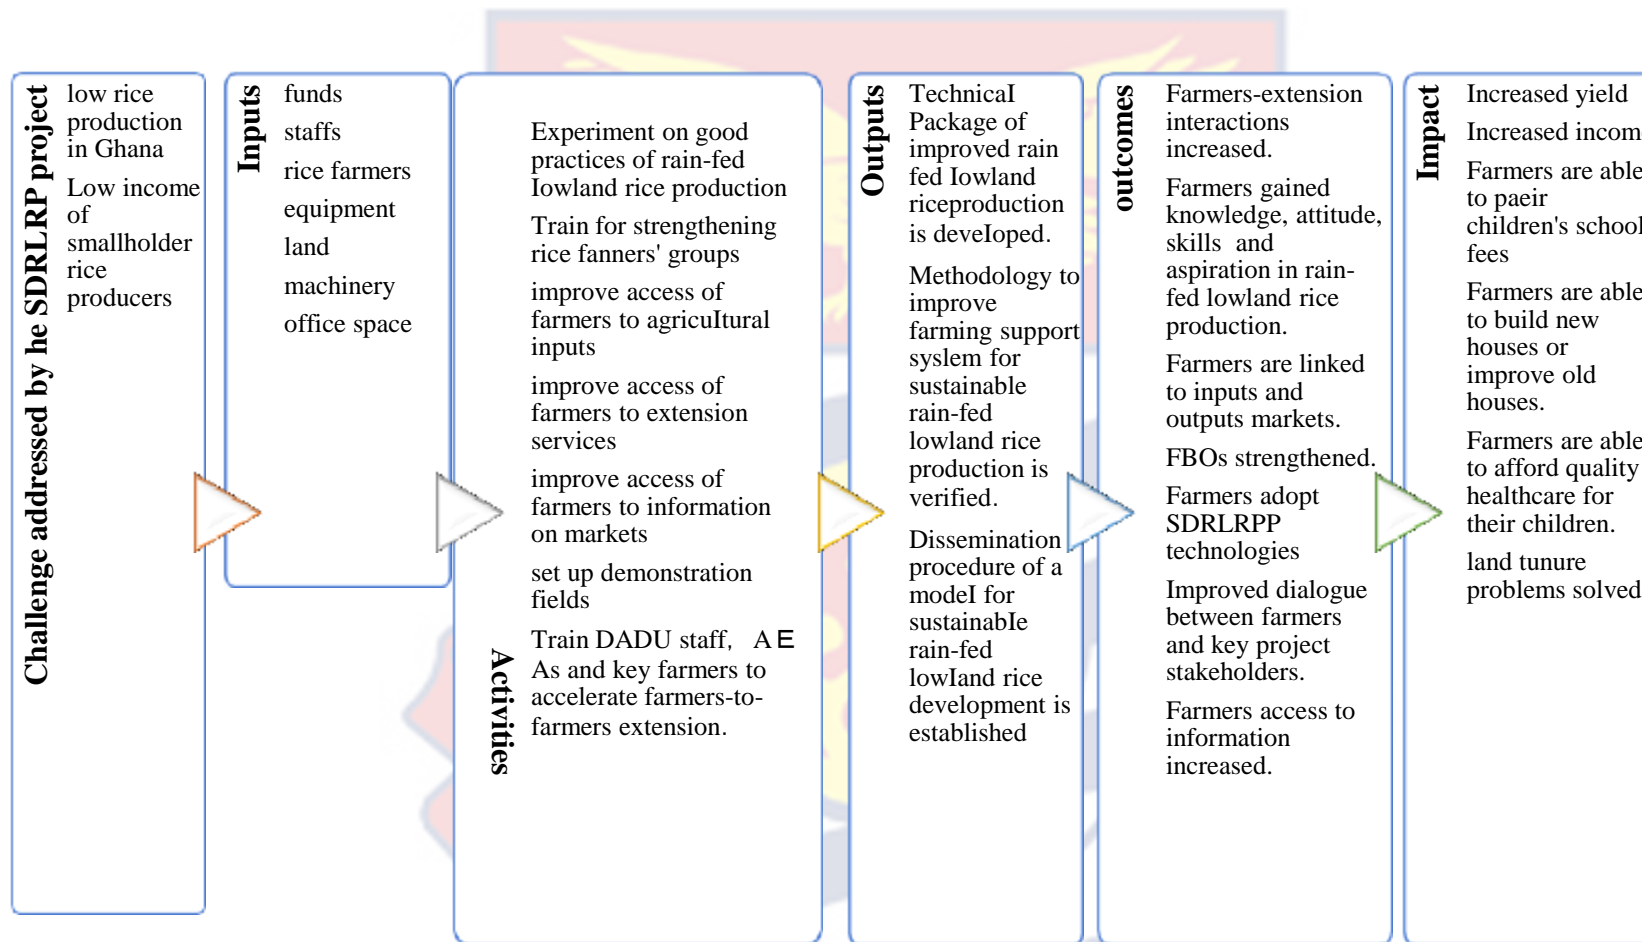 Challenge addressed by he SDRLRP project
low rice
production
in Ghana
Low income
of
smallholder
rice
producers
Inputs
funds
staffs
rice farmers
equipment
land
machinery
office space
Activities
Experiment on good
practices of rain-fed
Iowland rice production
Train for strengthening
rice fanners' groups
improve access of
farmers to agricuItural
inputs
improve access of
farmers to extension
services
improve access of
farmers to information
on markets
set up demonstration
fields
Train DADU staff, A E
As and key farmers to
accelerate farmers-to-
farmers extension.
Outputs
TechnicaI
Package of
improved rain
fed Iowland
riceproduction
is deveIoped.
Methodology to
improve
farming support
syslem for
sustainable
rain-fed
lowland rice
production is
verified.
Dissemination
procedure of a
modeI for
sustainabIe
rain-fed
lowIand rice
development is
established
outcomes
Farmers-extension
interactions
increased.
Farmers gained
knowledge, attitude,
skills and
aspiration in rain-
fed lowland rice
production.
Farmers are linked
to inputs and
outputs markets.
FBOs strengthened.
Farmers adopt
SDRLRPP
technologies
Improved dialogue
between farmers
and key project
stakeholders.
Farmers access to
information
increased.
Impact
Increased yield
Increased income
Farmers are able
to paeir
children's school
fees
Farmers are able
to build new
houses or
improve old
houses.
Farmers are able
to afford quality
healthcare for
their children.
land tunure
problems solved